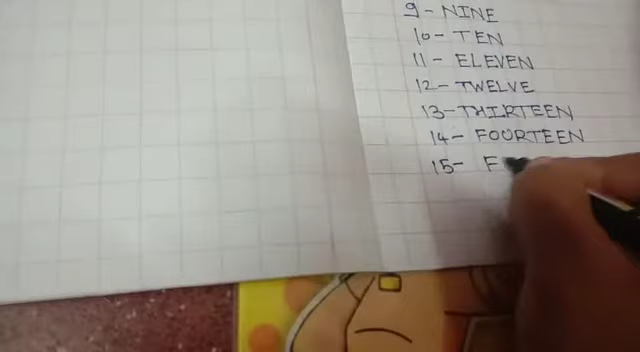 9- NINE
10- TEN
11- ELEVEN
12- TWELVE
13-THIRTEEN
14- FOURTEEN
15- F